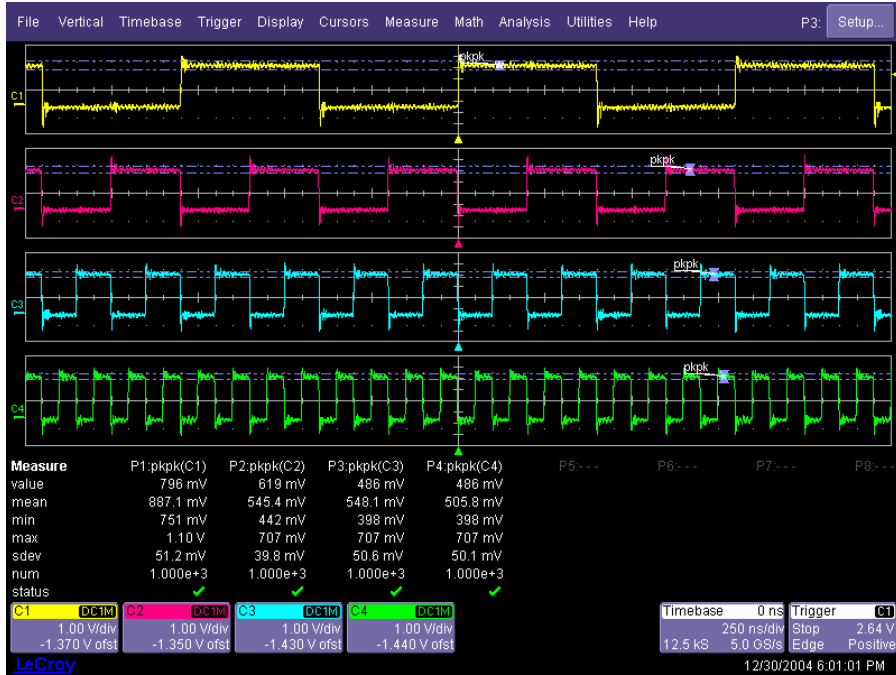 File Vertical Timebase Trigger Display Cursors Measure Math Analysis Utilities Help P3: Setup...
pkpk
C1
pkpk
C2
pkpk
C3
pkpk
C4
Measure P1:pkpk(C1) P2:pkpk(C2) P3:pkpk(C3) P4:pkpk(C4) P5:- - - P6:- - - P7:- - - P8:- - -
value 796 mV 619 mV 486 mV 486 mV
mean 887.1 mV 545.4 mV 548.1 mV 505.8 mV
min 751 mV 442 mV 398 mV 398 mV
max 1.10 V 707 mV 707 mV 707 mV
sdev 51.2 mV 39.8 mV 50.6 mV 50.1 mV
num 1.000e+3 1.000e+3 1.000e+3 1.000e+3
status
C1 DC1M C2 DC1M C3 DC1M C4 DC1M Timebase 0 ns Trigger C1
1.00 V/div 1.00 V/div 1.00 V/div 1.00 V/div 250 ns/div Stop 2.64 V
-1.370 V ofst -1.350 V ofst -1.430 V ofst -1.440 V ofst 12.5 kS 5.0 GS/s Edge Positive
LeCroy 12/30/2004 6:01:01 PM